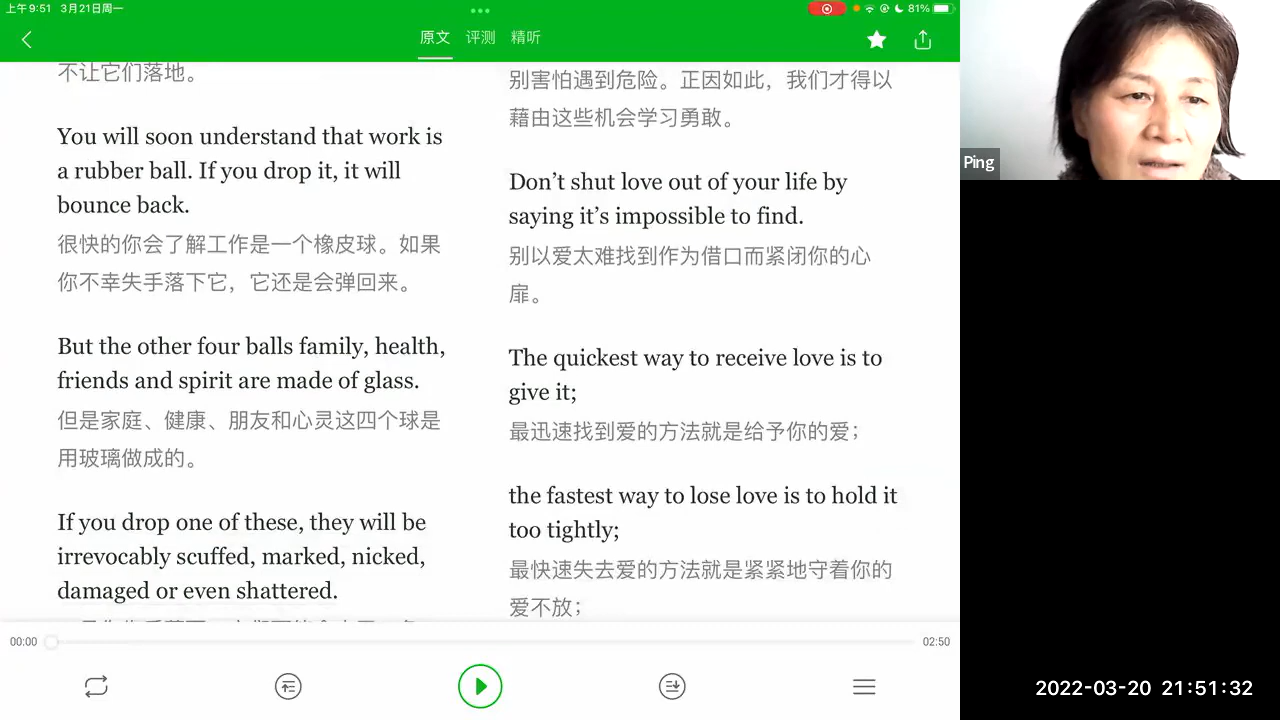 上午9:51 3月21日周一
81%
原文 评测 精听
不让它们落地。
You will soon understand that work is
a rubber ball. If you drop it, it will
bounce back.
很快的你会了解工作是一个橡皮球。如果
你不幸失手落下它，它还是会弹回来。
But the other four balls family, health,
friends and spirit are made of glass.
但是家庭、健康、朋友和心灵这四个球是
用玻璃做成的。
If you drop one of these, they will be
irrevocably scuffed, marked, nicked,
damaged or even shattered.
别害怕遇到危险。正因如此，我们才得以
藉由这些机会学习勇敢。
Don’t shut love out of your life by
saying it’s impossible to find.
别以爱太难找到作为借口而紧闭你的心
扉。
The quickest way to receive love is to
give it;
最迅速找到爱的方法就是给予你的爱；
the fastest way to lose love is to hold it
too tightly;
最快速失去爱的方法就是紧紧地守着你的
爱不放；
00:00
02:50
Ping
2022-03-20 21:51:32